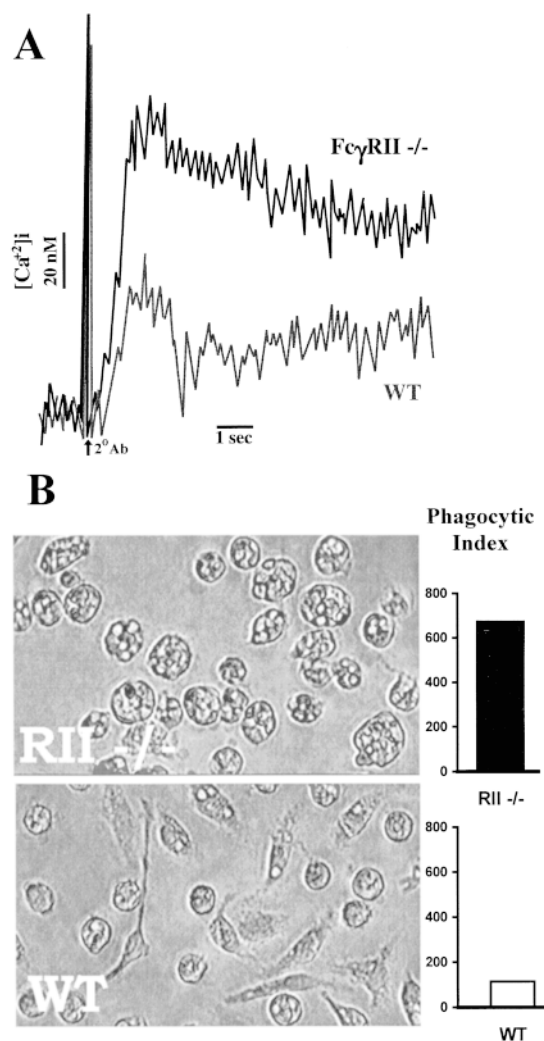 A
FcγRII -/-
[Ca⁺²]i
20 nM
WT
1 sec
2° Ab
B
Phagocytic
Index
800
600
400
200
0
RII -/-
RII -/-
800
600
400
200
0
WT
WT